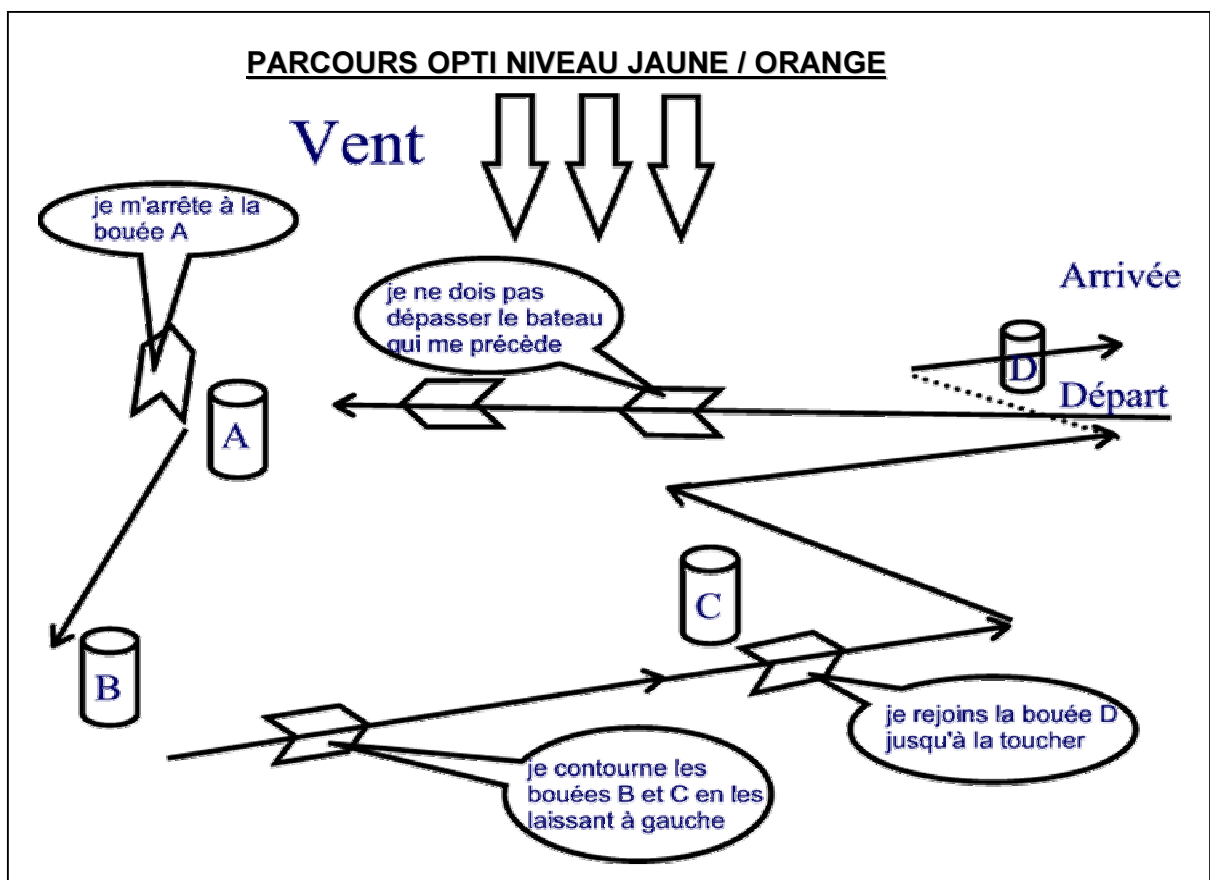 PARCOURS OPTI NIVEAU JAUNE / ORANGE
Vent
je m'arrête à la
bouée A
je ne dois pas
dépasser le bateau
qui me précède
Arrivée
D
Départ
A
C
B
je rejoins la bouée D
jusqu'à la toucher
je contourne les
bouées B et C en les
laissant à gauche